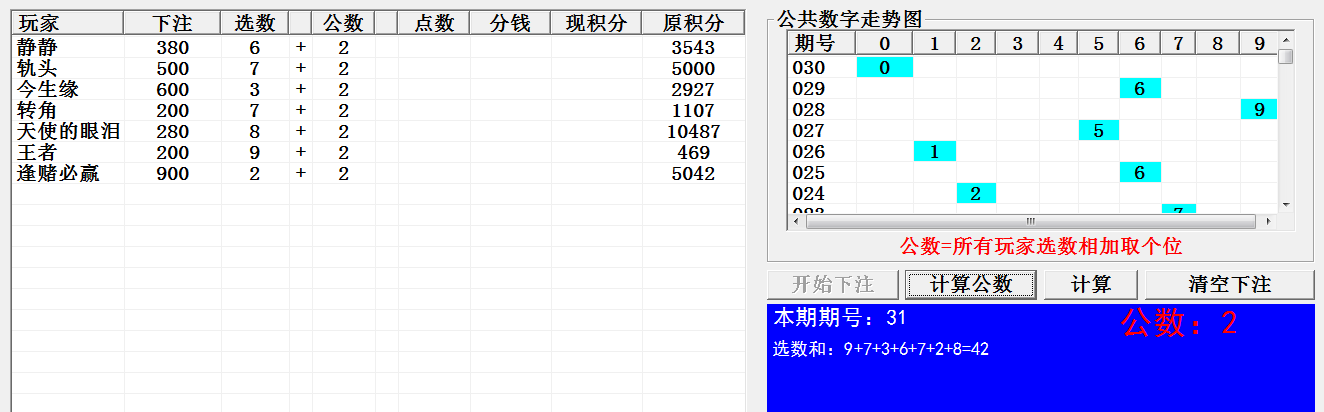 玩家 下注 选数 公数 点数 分钱 现积分 原积分
静静 380 6 + 2 3543
轨头 500 7 + 2 5000
今生缘 600 3 + 2 2927
转角 200 7 + 2 1107
天使的眼泪 280 8 + 2 10487
王者 200 9 + 2 469
逢赌必赢 900 2 + 2 5042
公共数字走势图
期号 0 1 2 3 4 5 6 7 8 9
030 0
029 6
028 9
027 5
026 1
025 6
024 2
023 7
公数=所有玩家选数相加取个位
开始下注 计算公数 计算 清空下注
本期期号：31 公数：2
选数和：9+7+3+6+7+2+8=42